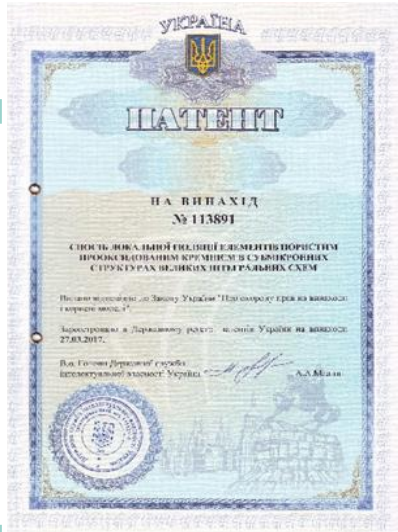 УКРАЇНА
ПАТЕНТ
НА ВИНАХІД
№ 113891
СПОСІБ ЛОКАЛЬНОЇ ІЗОЛЯЦІЇ ЕЛЕМЕНТІВ ПОРИСТИМ
ПРООКСИДОВАНИМ КРЕМНІЄМ В СУБМІКРОННИХ
СТРУКТУРАХ ВЕЛИКИХ ІНТЕГРАЛЬНИХ СХЕМ
Видано відповідно до Закону України "Про охорону прав на винаходи
і корисні моделі".
Зареєстровано в Державному реєстрі патентів України на винаходи
27.03.2017.
В.о. Голови Державної служби
інтелектуальної власності України